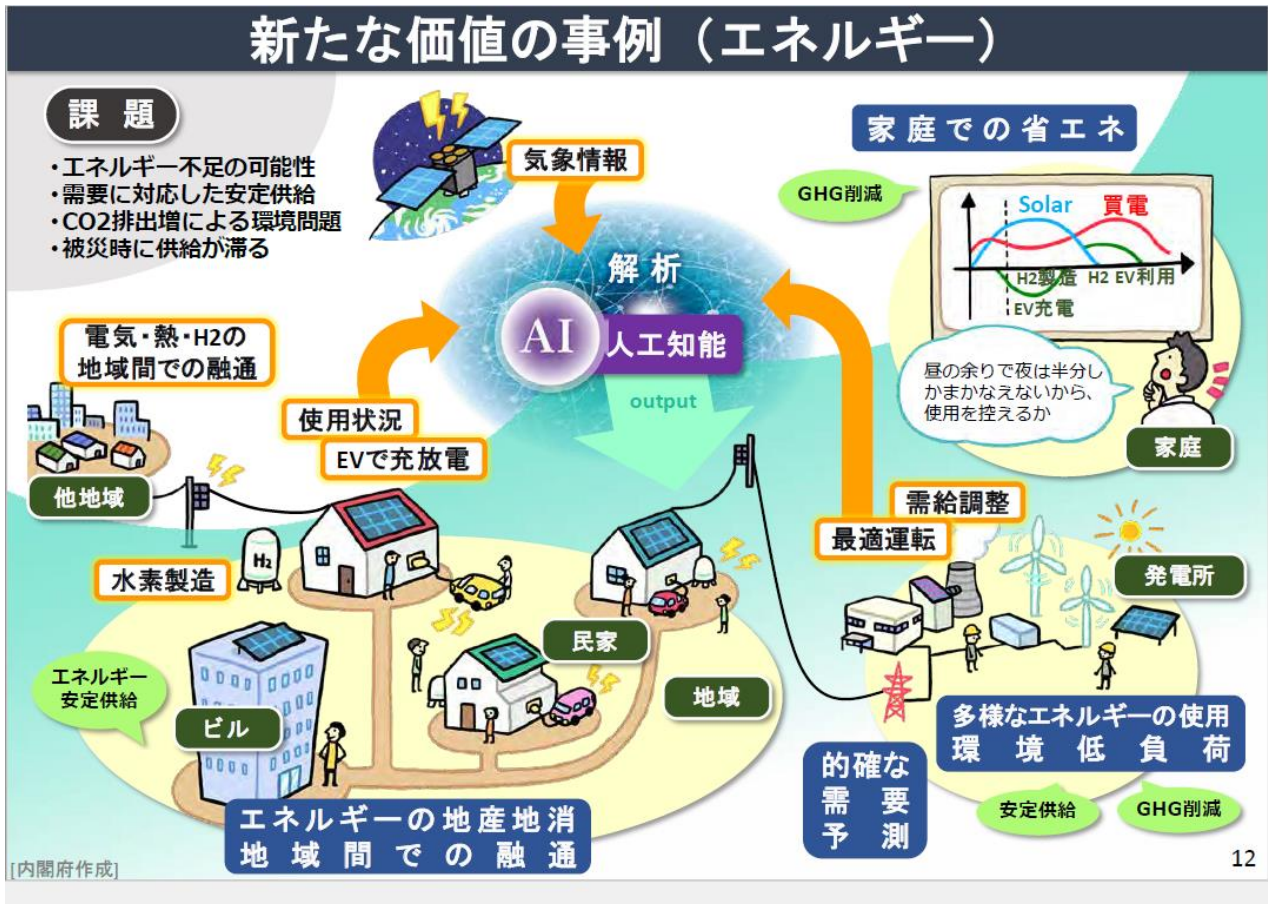 新たな価値の事例（エネルギー）
課題
・エネルギー不足の可能性
・需要に対応した安定供給
・CO2排出増による環境問題
・被災時に供給が滞る
気象情報
家庭での省エネ
GHG削減
Solar
買電
H2製造
H2
EV利用
EV充電
昼の余りで夜は半分し
かまかなえないから、
使用を控えるか
家庭
解析
AI
人工知能
output
電気・熱・H2の
地域間での融通
使用状況
EVで充放電
他地域
水素製造
H2
需給調整
最適運転
発電所
民家
地域
エネルギー
安定供給
ビル
エネルギーの地産地消
地域間での融通
的確な
需要
予測
多様なエネルギーの使用
環境低負荷
安定供給
GHG削減
[内閣府作成]
12